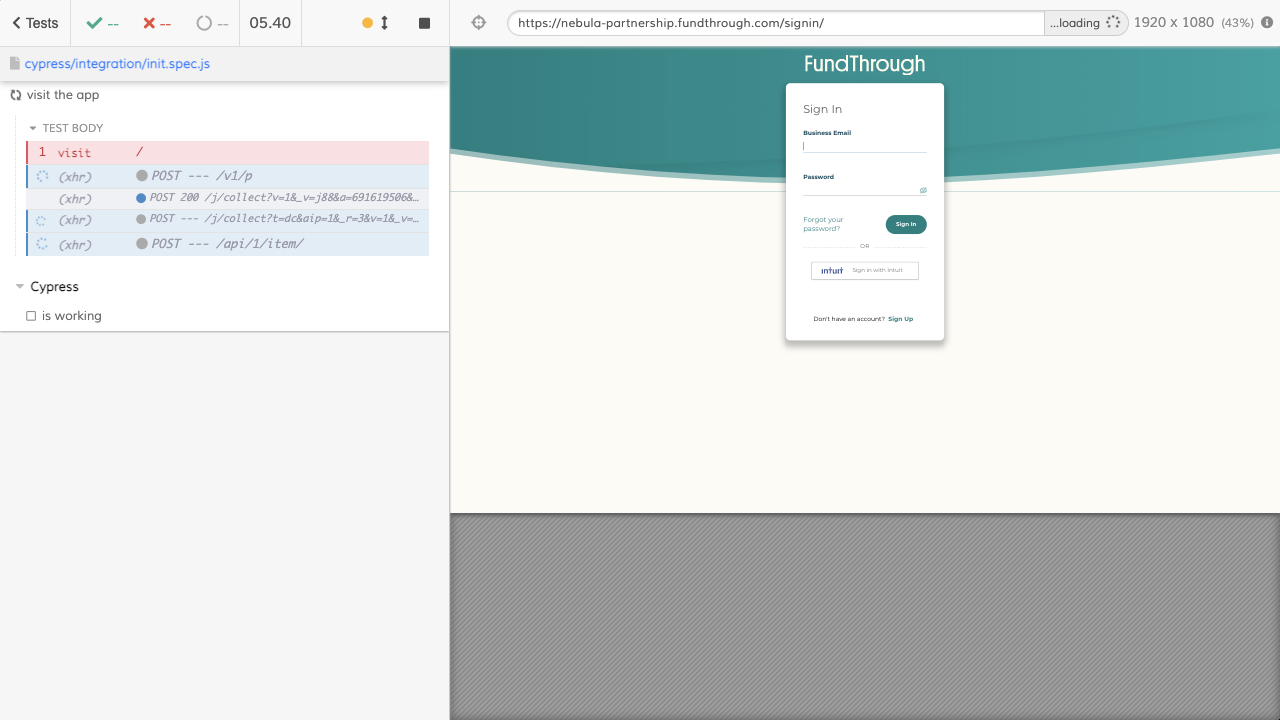 Tests
--
--
--
05.40
https://nebula-partnership.fundthrough.com/signin/
...loading
1920 x 1080 (43%)
cypress/integration/init.spec.js
visit the app
TEST BODY
1 visit /
(xhr) POST --- /v1/p
(xhr) POST 200 /r/collect?v=1&_v=j88&a=691619506&…
(xhr) POST --- /j/collect?t=dc&aip=1&_r=3&v=1&_v=…
(xhr) POST --- /api/1/item/
Cypress
is working
FundThrough
Sign In
Business Email
Password
Forgot your
password?
Sign In
OR
intuit Sign in with Intuit
Don't have an account? Sign Up